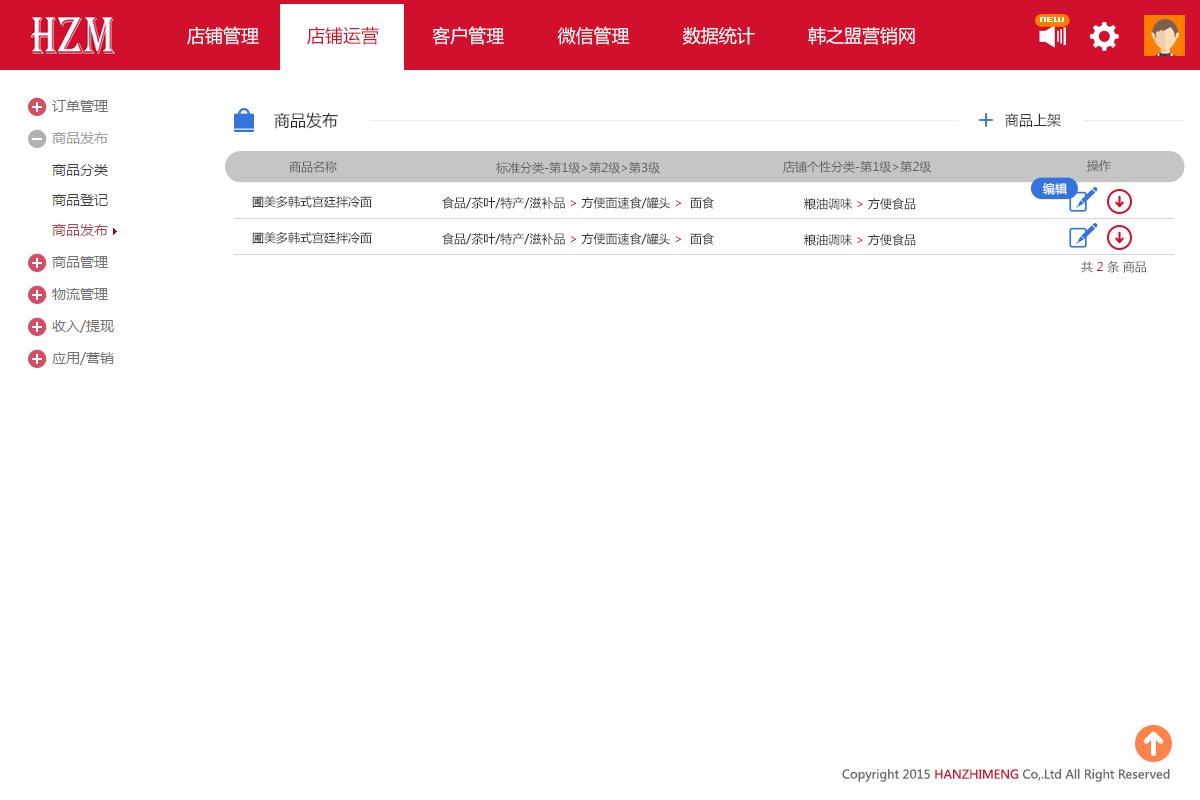 HZM 店铺管理 店铺运营 客户管理 微信管理 数据统计 韩之盟营销网 NEW
订单管理
商品发布
商品分类
商品登记
商品发布
商品管理
物流管理
收入/提现
应用/营销
商品发布 商品上架
商品名称 标准分类-第1级>第2级>第3级 店铺个性分类-第1级>第2级 操作
编辑
圃美多韩式宫廷拌冷面 食品/茶叶/特产/滋补品 > 方便面速食/罐头 > 面食 粮油调味 > 方便食品
圃美多韩式宫廷拌冷面 食品/茶叶/特产/滋补品 > 方便面速食/罐头 > 面食 粮油调味 > 方便食品
共 2 条 商品
Copyright 2015 HANZHIMENG Co,.Ltd All Right Reserved